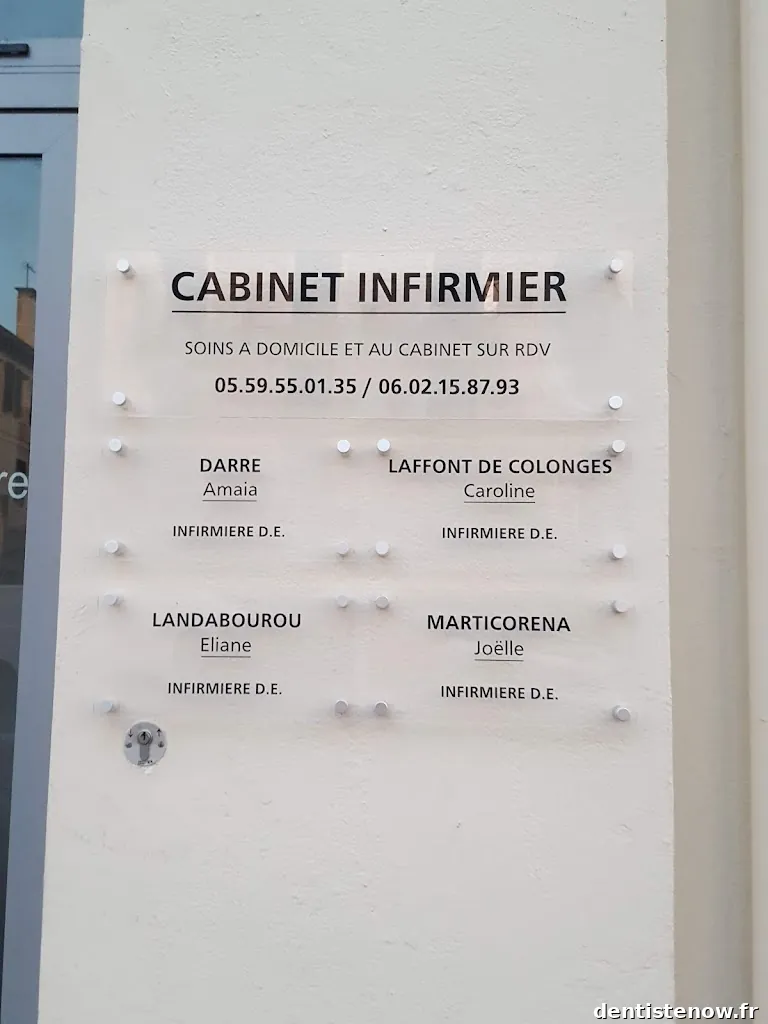 CABINET INFIRMIER
SOINS A DOMICILE ET AU CABINET SUR RDV
05.59.55.01.35 / 06.02.15.87.93
DARRE
Amaia
INFIRMIERE D.E.
LAFFONT DE COLONGES
Caroline
INFIRMIERE D.E.
LANDABOUROU
Eliane
INFIRMIERE D.E.
MARTICORENA
Joëlle
INFIRMIERE D.E.
re
dentistenow.fr